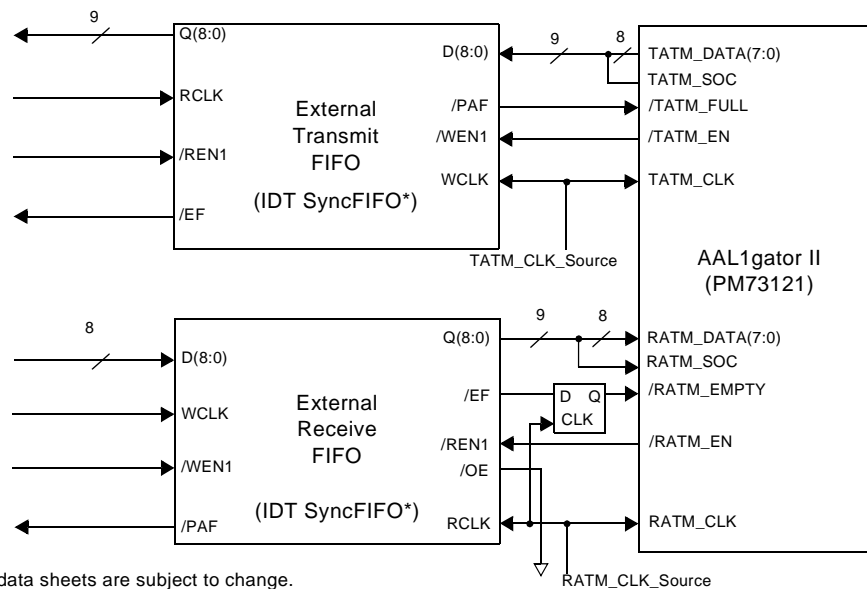 9
Q(8:0)
RCLK
/REN1
/EF
External
Transmit
FIFO
(IDT SyncFIFO*)
D(8:0)
/PAF
/WEN1
WCLK
9
8
TATM_DATA(7:0)
TATM_SOC
/TATM_FULL
/TATM_EN
TATM_CLK
TATM_CLK_Source
AAL1gator II
(PM73121)
8
D(8:0)
WCLK
/WEN1
/PAF
External
Receive
FIFO
(IDT SyncFIFO*)
Q(8:0)
/EF
/REN1
/OE
RCLK
9
8
D Q
CLK
RATM_DATA(7:0)
RATM_SOC
/RATM_EMPTY
/RATM_EN
RATM_CLK
RATM_CLK_Source
data sheets are subject to change.